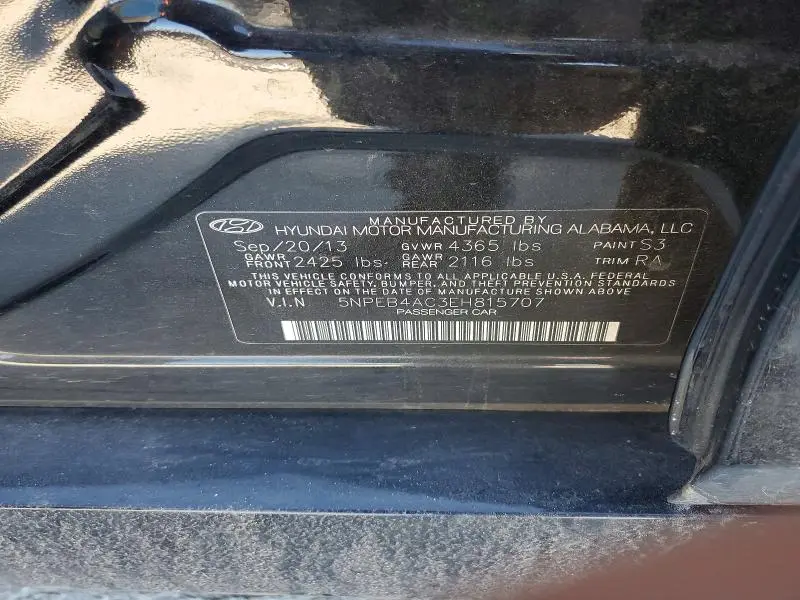 MANUFACTURED BY
HYUNDAI MOTOR MANUFACTURING ALABAMA, LLC
Sep/20/13 GVWR 4365 lbs PAINT S3
GAWR FRONT 2425 lbs. GAWR REAR 2116 lbs TRIM RA
THIS VEHICLE CONFORMS TO ALL APPLICABLE U.S.A. FEDERAL
MOTOR VEHICLE SAFETY, BUMPER, AND THEFT PREVENTION STANDARDS
IN EFFECT ON THE DATE OF MANUFACTURE SHOWN ABOVE
V.I.N 5NPEB4AC3EH815707
PASSENGER CAR